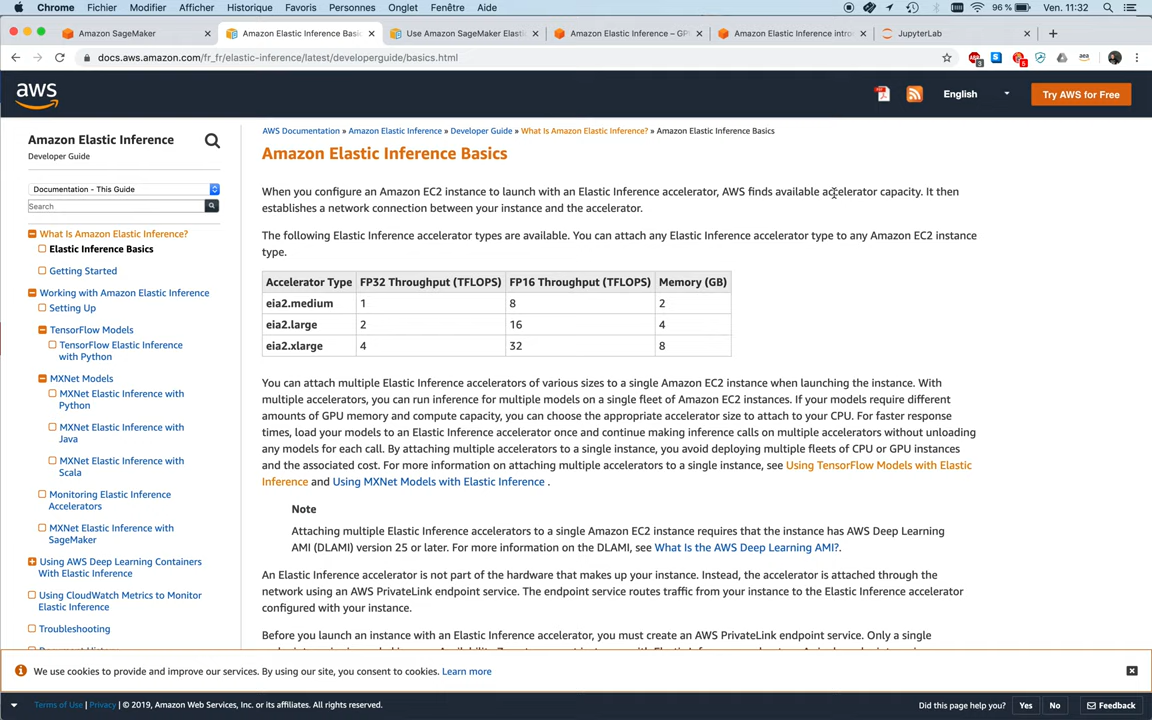 Chrome Fichier Modifier Afficher Historique Favoris Personnes Onglet Fenêtre Aide 96 % Ven. 11:32
Amazon SageMaker
Amazon Elastic Inference Basi
Use Amazon SageMaker Elasti
Amazon Elastic Inference – GP
Amazon Elastic Inference intro
JupyterLab
docs.aws.amazon.com/fr_fr/elastic-inference/latest/developerguide/basics.html
aws
English
Try AWS for Free
Amazon Elastic Inference
Developer Guide
Documentation - This Guide
Search
What Is Amazon Elastic Inference?
Elastic Inference Basics
Getting Started
Working with Amazon Elastic Inference
Setting Up
TensorFlow Models
TensorFlow Elastic Inference
with Python
MXNet Models
MXNet Elastic Inference with
Python
MXNet Elastic Inference with
Java
MXNet Elastic Inference with
Scala
Monitoring Elastic Inference
Accelerators
MXNet Elastic Inference with
SageMaker
Using AWS Deep Learning Containers
With Elastic Inference
Using CloudWatch Metrics to Monitor
Elastic Inference
Troubleshooting
AWS Documentation » Amazon Elastic Inference » Developer Guide » What Is Amazon Elastic Inference? » Amazon Elastic Inference Basics
Amazon Elastic Inference Basics
When you configure an Amazon EC2 instance to launch with an Elastic Inference accelerator, AWS finds available accelerator capacity. It then
establishes a network connection between your instance and the accelerator.
The following Elastic Inference accelerator types are available. You can attach any Elastic Inference accelerator type to any Amazon EC2 instance
type.
Accelerator Type FP32 Throughput (TFLOPS) FP16 Throughput (TFLOPS) Memory (GB)
eia2.medium 1 8 2
eia2.large 2 16 4
eia2.xlarge 4 32 8
You can attach multiple Elastic Inference accelerators of various sizes to a single Amazon EC2 instance when launching the instance. With
multiple accelerators, you can run inference for multiple models on a single fleet of Amazon EC2 instances. If your models require different
amounts of GPU memory and compute capacity, you can choose the appropriate accelerator size to attach to your CPU. For faster response
times, load your models to an Elastic Inference accelerator once and continue making inference calls on multiple accelerators without unloading
any models for each call. By attaching multiple accelerators to a single instance, you avoid deploying multiple fleets of CPU or GPU instances
and the associated cost. For more information on attaching multiple accelerators to a single instance, see Using TensorFlow Models with Elastic
Inference and Using MXNet Models with Elastic Inference .
Note
Attaching multiple Elastic Inference accelerators to a single Amazon EC2 instance requires that the instance has AWS Deep Learning
AMI (DLAMI) version 25 or later. For more information on the DLAMI, see What Is the AWS Deep Learning AMI?.
An Elastic Inference accelerator is not part of the hardware that makes up your instance. Instead, the accelerator is attached through the
network using an AWS PrivateLink endpoint service. The endpoint service routes traffic from your instance to the Elastic Inference accelerator
configured with your instance.
Before you launch an instance with an Elastic Inference accelerator, you must create an AWS PrivateLink endpoint service. Only a single
We use cookies to provide and improve our services. By using our site, you consent to cookies. Learn more
Terms of Use | Privacy | © 2019, Amazon Web Services, Inc. or its affiliates. All rights reserved.
Did this page help you? Yes No Feedback